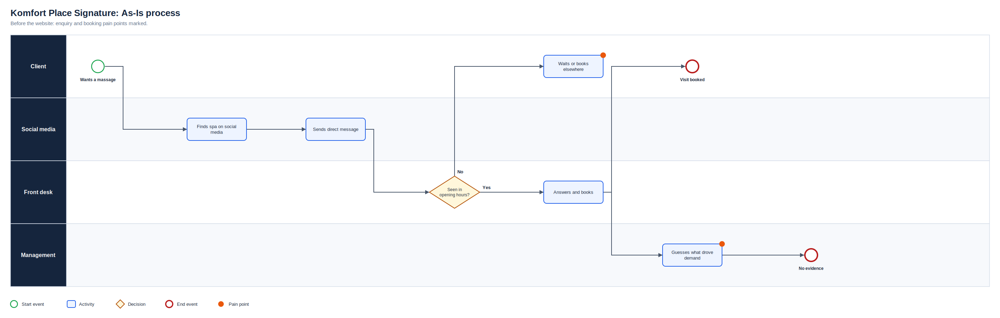 Komfort Place Signature: As-Is process
Before the website: enquiry and booking pain points marked.
Client
Wants a massage
Waits or books
elsewhere
Visit booked
Social media
Finds spa on social
media
Sends direct message
Front desk
No
Seen in
opening hours?
Yes
Answers and books
Management
Guesses what drove
demand
No evidence
Start event
Activity
Decision
End event
Pain point